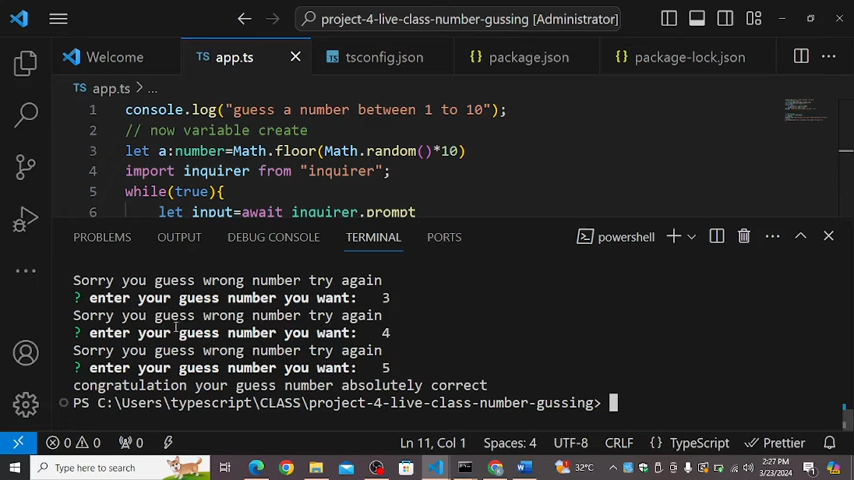 project-4-live-class-number-gussing [Administrator]
Welcome
TS app.ts
tsconfig.json
{} package.json
{} package-lock.json
TS app.ts > ...
1 console.log("guess a number between 1 to 10");
2 // now variable create
3 let a:number=Math.floor(Math.random()*10)
4 import inquirer from "inquirer";
5 while(true){
6 let input=await inquirer.prompt
PROBLEMS OUTPUT DEBUG CONSOLE TERMINAL PORTS powershell
Sorry you guess wrong number try again
? enter your guess number you want: 3
Sorry you guess wrong number try again
? enter your guess number you want: 4
Sorry you guess wrong number try again
? enter your guess number you want: 5
congratulation your guess number absolutely correct
PS C:\Users\typescript\CLASS\project-4-live-class-number-gussing>
0 0 0 Ln 11, Col 1 Spaces: 4 UTF-8 CRLF {} TypeScript Prettier
Type here to search
32°C
2:27 PM
3/23/2024